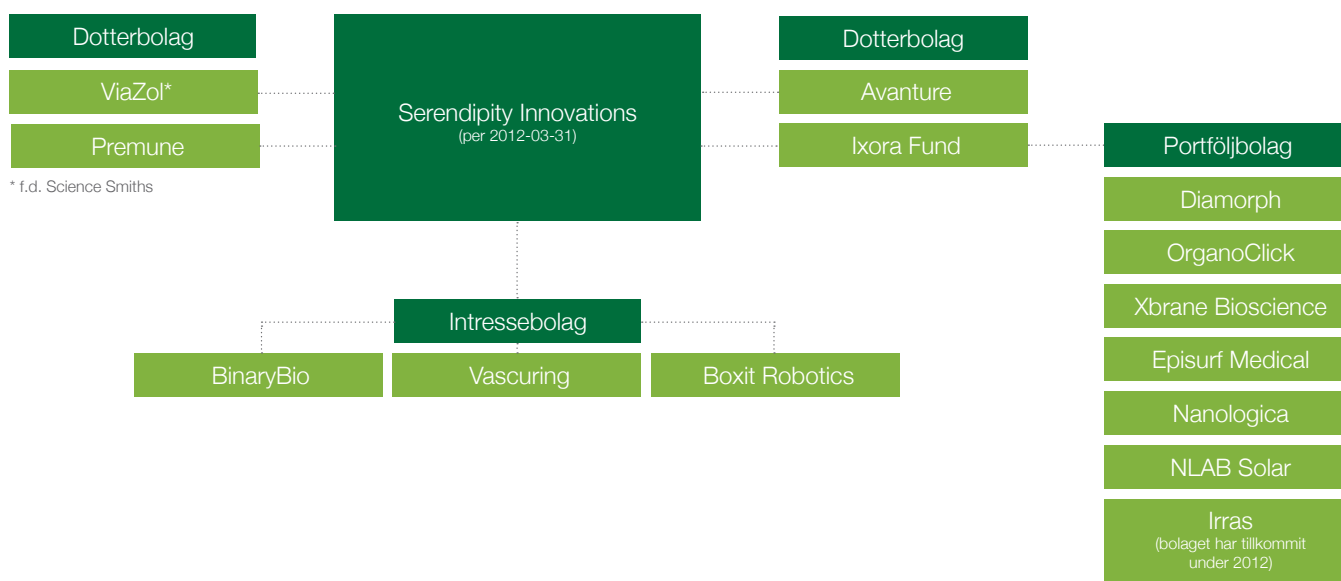 Dotterbolag
ViaZol*
Premune
* f.d. Science Smiths
Serendipity Innovations
(per 2012-03-31)
Dotterbolag
Avanture
Ixora Fund
Portföljbolag
Diamorph
OrganoClick
Xbrane Bioscience
Episurf Medical
Nanologica
NLAB Solar
Irras
(bolaget har tillkommit
under 2012)
Intressebolag
BinaryBio
Vascuring
Boxit Robotics